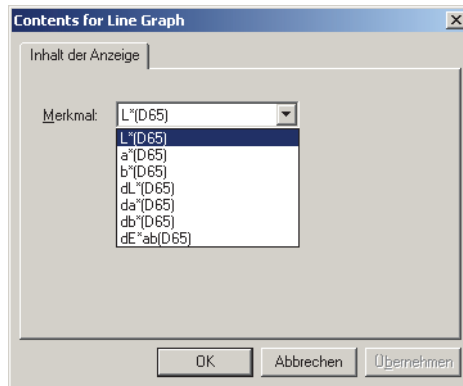 Contents for Line Graph
Inhalt der Anzeige
Merkmal: L*(D65)
L*(D65)
a*(D65)
b*(D65)
dL*(D65)
da*(D65)
db*(D65)
dE*ab(D65)
OK Abbrechen Übernehmen